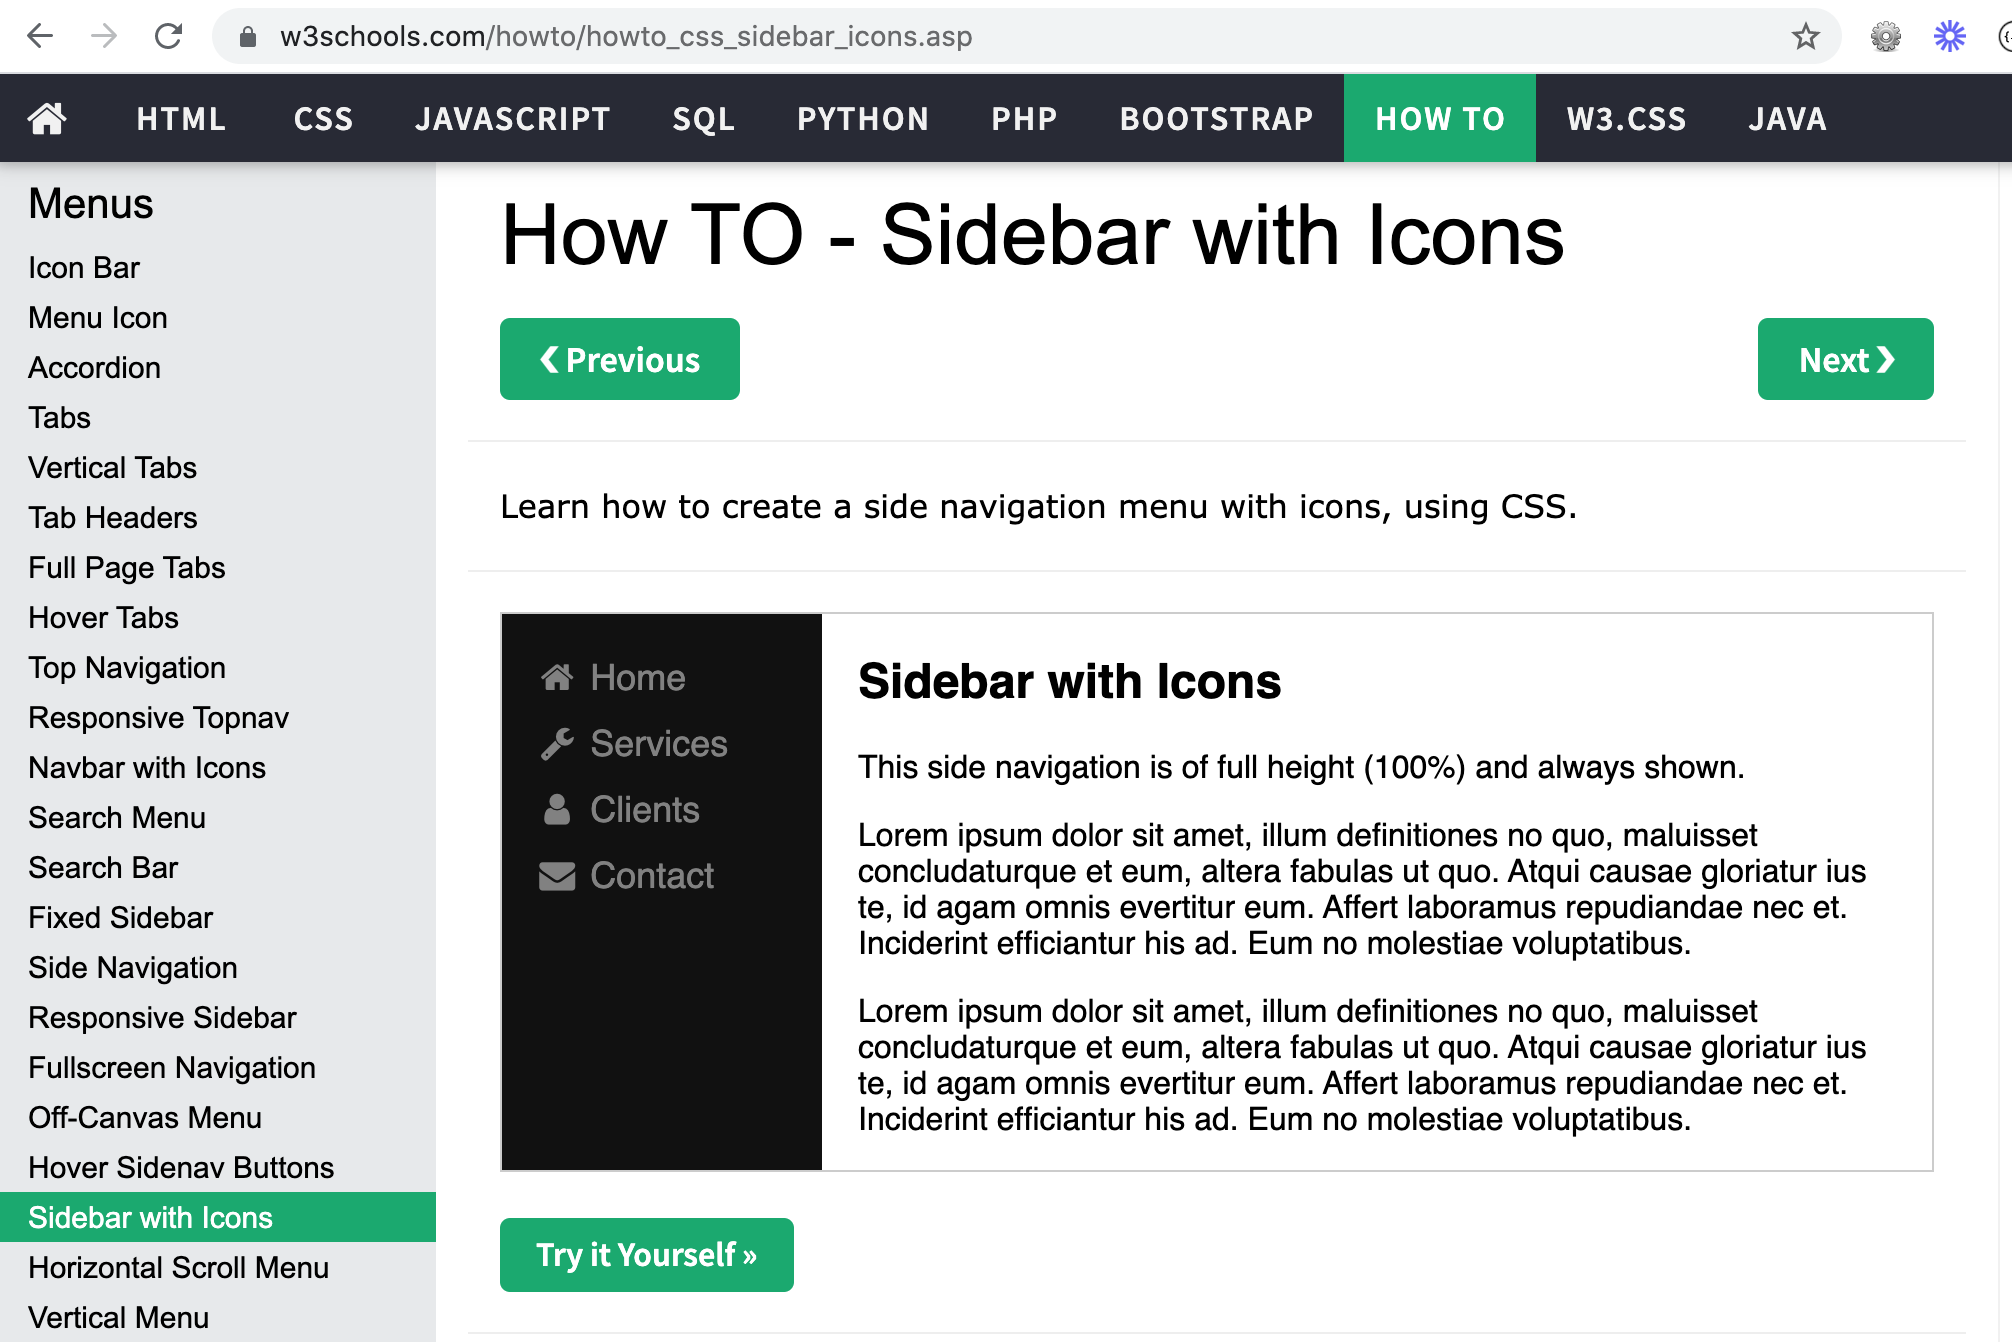 w3schools.com/howto/howto_css_sidebar_icons.asp
HTML CSS JAVASCRIPT SQL PYTHON PHP BOOTSTRAP HOW TO W3.CSS JAVA
Menus
Icon Bar
Menu Icon
Accordion
Tabs
Vertical Tabs
Tab Headers
Full Page Tabs
Hover Tabs
Top Navigation
Responsive Topnav
Navbar with Icons
Search Menu
Search Bar
Fixed Sidebar
Side Navigation
Responsive Sidebar
Fullscreen Navigation
Off-Canvas Menu
Hover Sidenav Buttons
Sidebar with Icons
Horizontal Scroll Menu
Vertical Menu
How TO - Sidebar with Icons
❮ Previous
Next ❯
Learn how to create a side navigation menu with icons, using CSS.
Home
Services
Clients
Contact
Sidebar with Icons
This side navigation is of full height (100%) and always shown.
Lorem ipsum dolor sit amet, illum definitiones no quo, maluisset
concludaturque et eum, altera fabulas ut quo. Atqui causae gloriatur ius
te, id agam omnis evertitur eum. Affert laboramus repudiandae nec et.
Inciderint efficiantur his ad. Eum no molestiae voluptatibus.
Lorem ipsum dolor sit amet, illum definitiones no quo, maluisset
concludaturque et eum, altera fabulas ut quo. Atqui causae gloriatur ius
te, id agam omnis evertitur eum. Affert laboramus repudiandae nec et.
Inciderint efficiantur his ad. Eum no molestiae voluptatibus.
Try it Yourself »